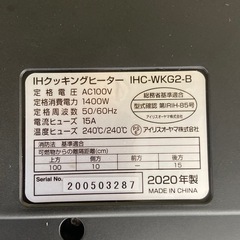 IHクッキングヒーター IHC-WKG2-B
定格電圧 AC100V
定格消費電力 1400W
定格周波数 50/60Hz
電流ヒューズ 15A
温度ヒューズ 240℃/240℃
総務省基準適合
型式確認 第IRIH-85号
アイリスオーヤマ株式会社
消防法 基準適合
可燃物からの離隔距離(cm)
上方 側方 前方 後方
100 10 － 15
Serial No. 200503287
2020年製
MADE IN CHINA